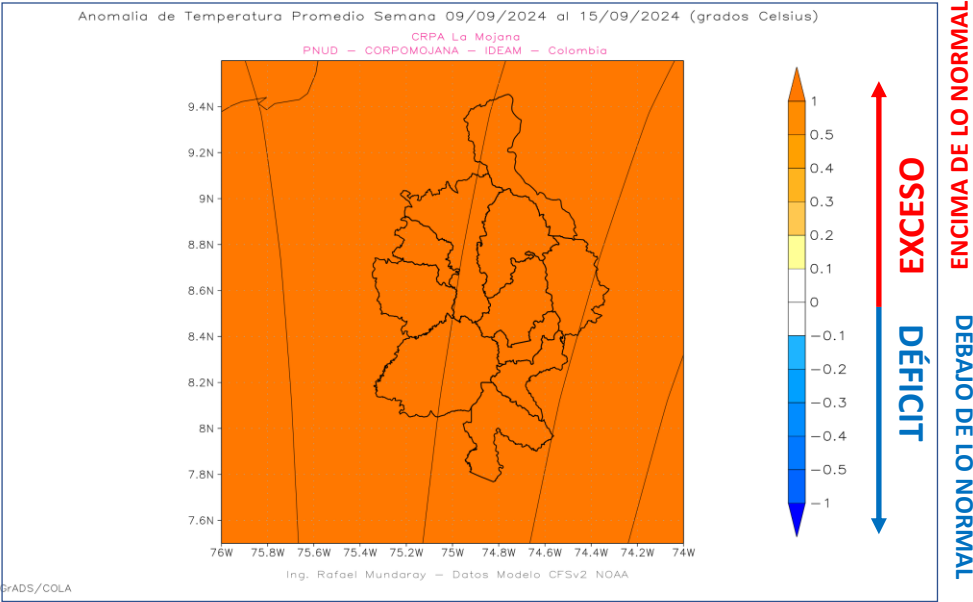 Anomalia de Temperatura Promedio Semana 09/09/2024 al 15/09/2024 (grados Celsius)
CRPA La Mojana
PNUD – CORPOMOJANA – IDEAM – Colombia
9.4N
9.2N
9N
8.8N
8.6N
8.4N
8.2N
8N
7.8N
7.6N
76W 75.8W 75.6W 75.4W 75.2W 75W 74.8W 74.6W 74.4W 74.2W 74W
1
0.5
0.4
0.3
0.2
0.1
0
−0.1
−0.2
−0.3
−0.4
−0.5
−1
EXCESO
DÉFICIT
ENCIMA DE LO NORMAL
DEBAJO DE LO NORMAL
Ing. Rafael Mundaray – Datos Modelo CFSv2 NOAA
GrADS/COLA